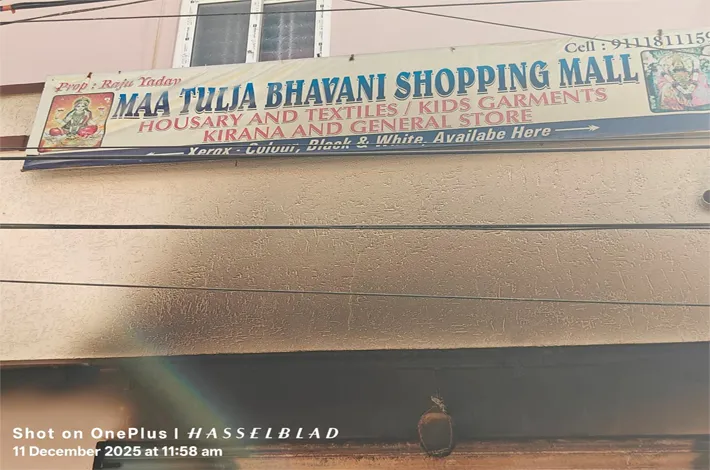 Cell : 9111811159
Prop : Raju Yadav
MAA TULJA BHAVANI SHOPPING MALL
HOUSARY AND TEXTILES / KIDS GARMENTS
KIRANA AND GENERAL STORE
Xerox - Colour, Black & White, Availabe Here
Shot on OnePlus | HASSELBLAD
11 December 2025 at 11:58 am